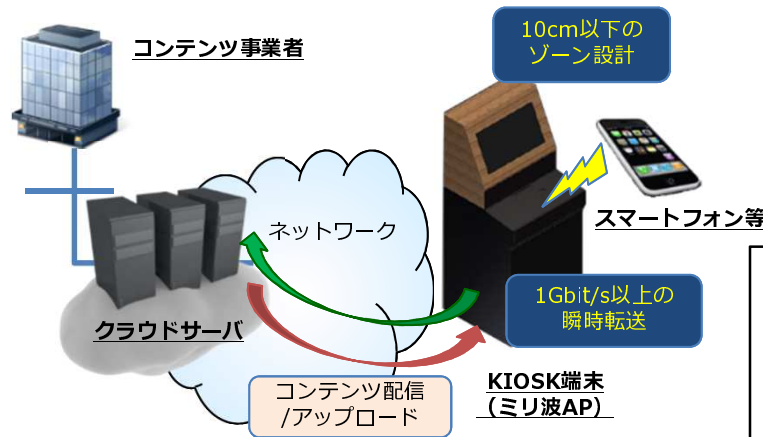 コンテンツ事業者
10cm以下の
ゾーン設計
ネットワーク
スマートフォン等
クラウドサーバ
1Gbit/s以上の
瞬時転送
コンテンツ配信
/アップロード
KIOSK端末
（ミリ波AP）